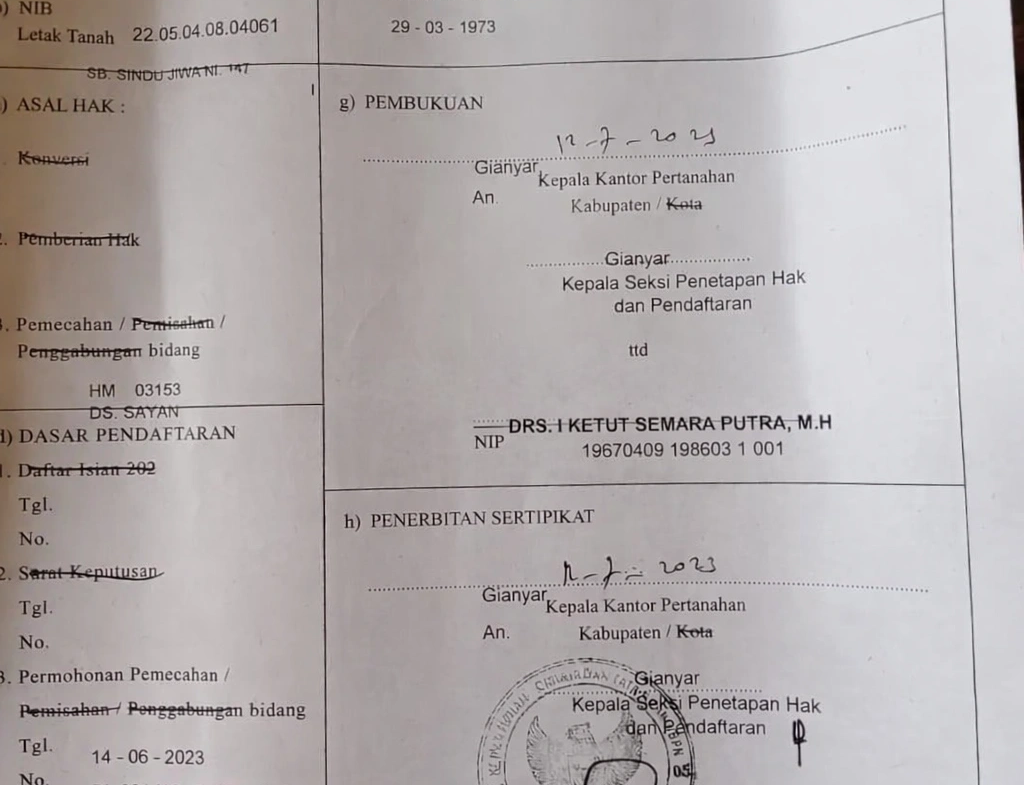 b) NIB
Letak Tanah 22.05.04.08.04061
SB. SINDU JIWA NI. 147
) ASAL HAK :
Konversi
2. Pemberian Hak
3. Pemecahan / Pemisahan /
Penggabungan bidang
HM 03153
DS. SAYAN
d) DASAR PENDAFTARAN
1. Daftar Isian 202
Tgl.
No.
2. Surat Keputusan
Tgl.
No.
3. Permohonan Pemecahan /
Pemisahan / Penggabungan bidang
Tgl. 14 - 06 - 2023
No.
29 - 03 - 1973
g) PEMBUKUAN
Gianyar, 12 - 7 - 2023
Kepala Kantor Pertanahan
An. Kabupaten / Kota
Gianyar
Kepala Seksi Penetapan Hak
dan Pendaftaran
ttd
DRS. I KETUT SEMARA PUTRA, M.H
NIP 19670409 198603 1 001
h) PENERBITAN SERTIPIKAT
Gianyar, 12 - 7 - 2023
Kepala Kantor Pertanahan
An. Kabupaten / Kota
Gianyar
Kepala Seksi Penetapan Hak
dan Pendaftaran